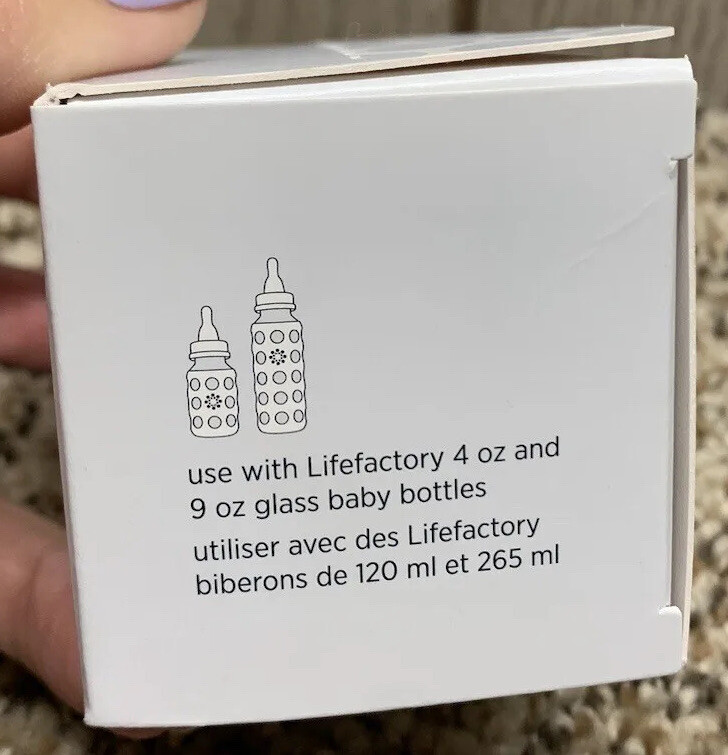 use with Lifefactory 4 oz and
9 oz glass baby bottles
utiliser avec des Lifefactory
biberons de 120 ml et 265 ml